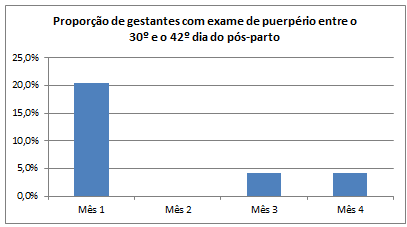 Proporção de gestantes com exame de puerpério entre o
30º e o 42º dia do pós-parto
25,0%
20,0%
15,0%
10,0%
5,0%
0,0%
Mês 1 Mês 2 Mês 3 Mês 4